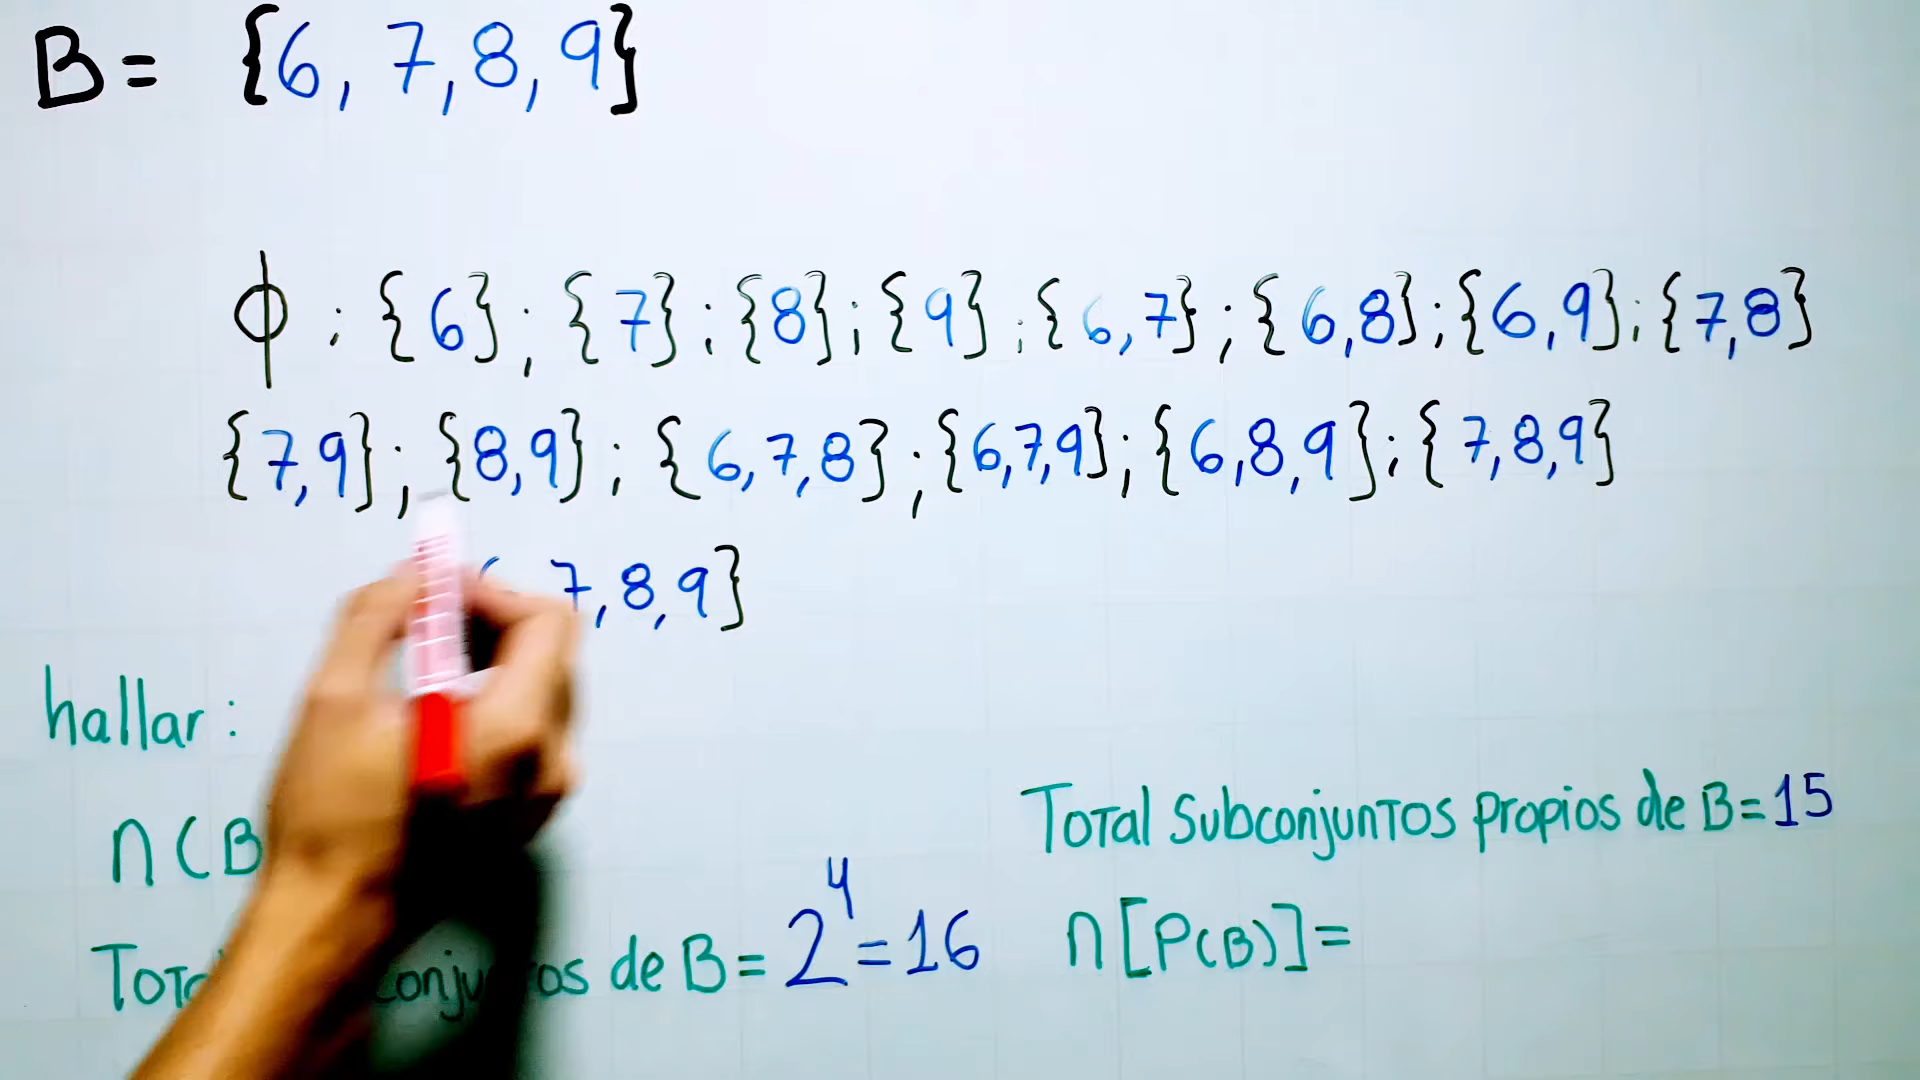 B = {6, 7, 8, 9}
ϕ ; {6} ; {7} ; {8} ; {9} ; {6,7} ; {6,8} ; {6,9} ; {7,8}
{7,9} ; {8,9} ; {6,7,8} ; {6,7,9} ; {6,8,9} ; {7,8,9}
7,8,9}
hallar :
n(B
Total Subconjuntos propios de B = 15
de B = 2⁴ = 16
n[P(B)] =